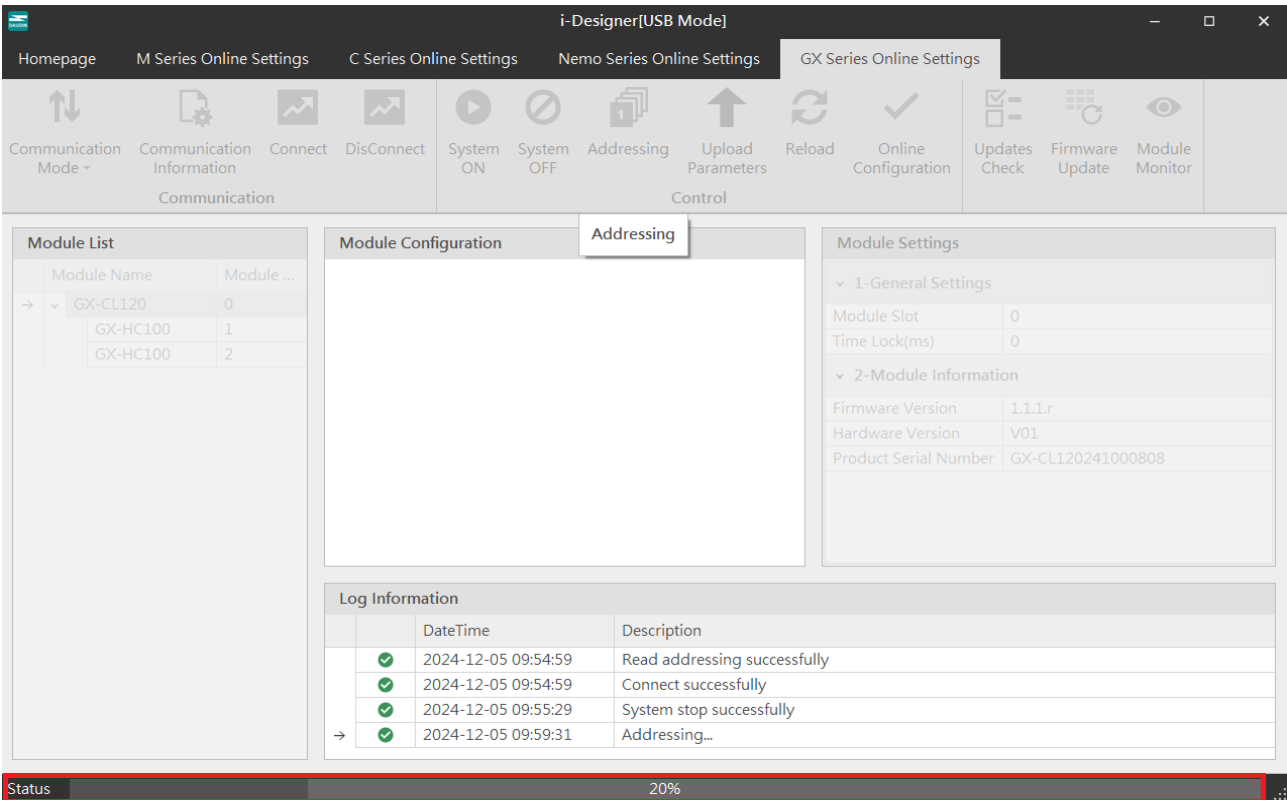 DAUDIN
i-Designer[USB Mode]
Homepage M Series Online Settings C Series Online Settings Nemo Series Online Settings GX Series Online Settings
Communication Mode Communication Information Connect DisConnect System ON System OFF Addressing Upload Parameters Reload Online Configuration Updates Check Firmware Update Module Monitor
Communication Control
Addressing
Module List
Module Name Module ...
GX-CL120 0
GX-HC100 1
GX-HC100 2
Module Configuration
Module Settings
1-General Settings
Module Slot 0
Time Lock(ms) 0
2-Module Information
Firmware Version 1.1.1.r
Hardware Version V01
Product Serial Number GX-CL120241000808
Log Information
DateTime Description
2024-12-05 09:54:59 Read addressing successfully
2024-12-05 09:54:59 Connect successfully
2024-12-05 09:55:29 System stop successfully
2024-12-05 09:59:31 Addressing...
Status 20%